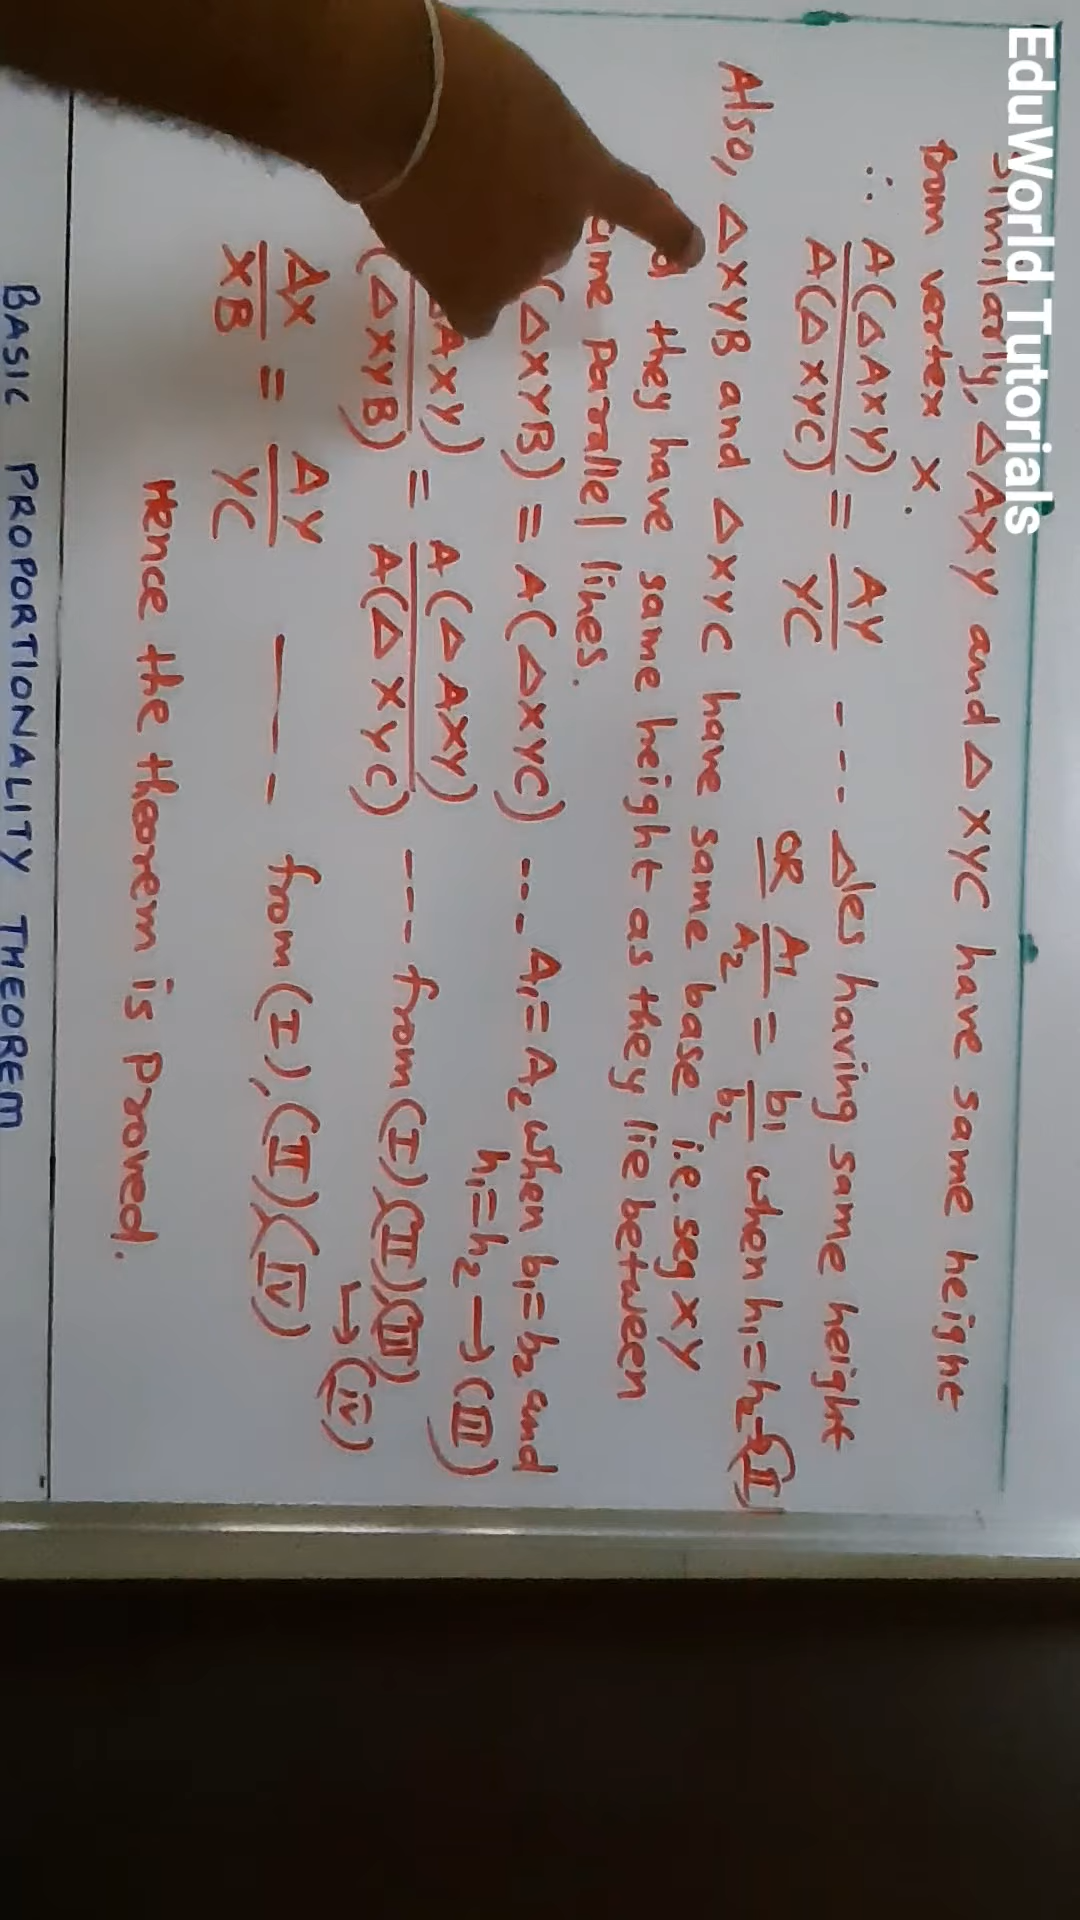 EduWorld Tutorials
Similarly, △AXY and △XYC have same height
from vertex X.
∴ A(△AXY) / A(△XYC) = AY / YC ---- △les having same height
OR A1/A2 = b1/b2 when h1=h2 → (II)
Also, △XYB and △XYC have same base i.e. seg XY
they have same height as they lie between
parallel lines.
(△XYB) = A(△XYC) --- A1=A2 when b1=b2 and
h1=h2 → (III)
AXY) / (△XYB) = A(△AXY) / A(△XYC) --- from (I),(II),(III)
↳ (IV)
AX / XB = AY / YC ---- from (I),(II),(IV)
Hence the theorem is proved.
BASIC PROPORTIONALITY THEOREM